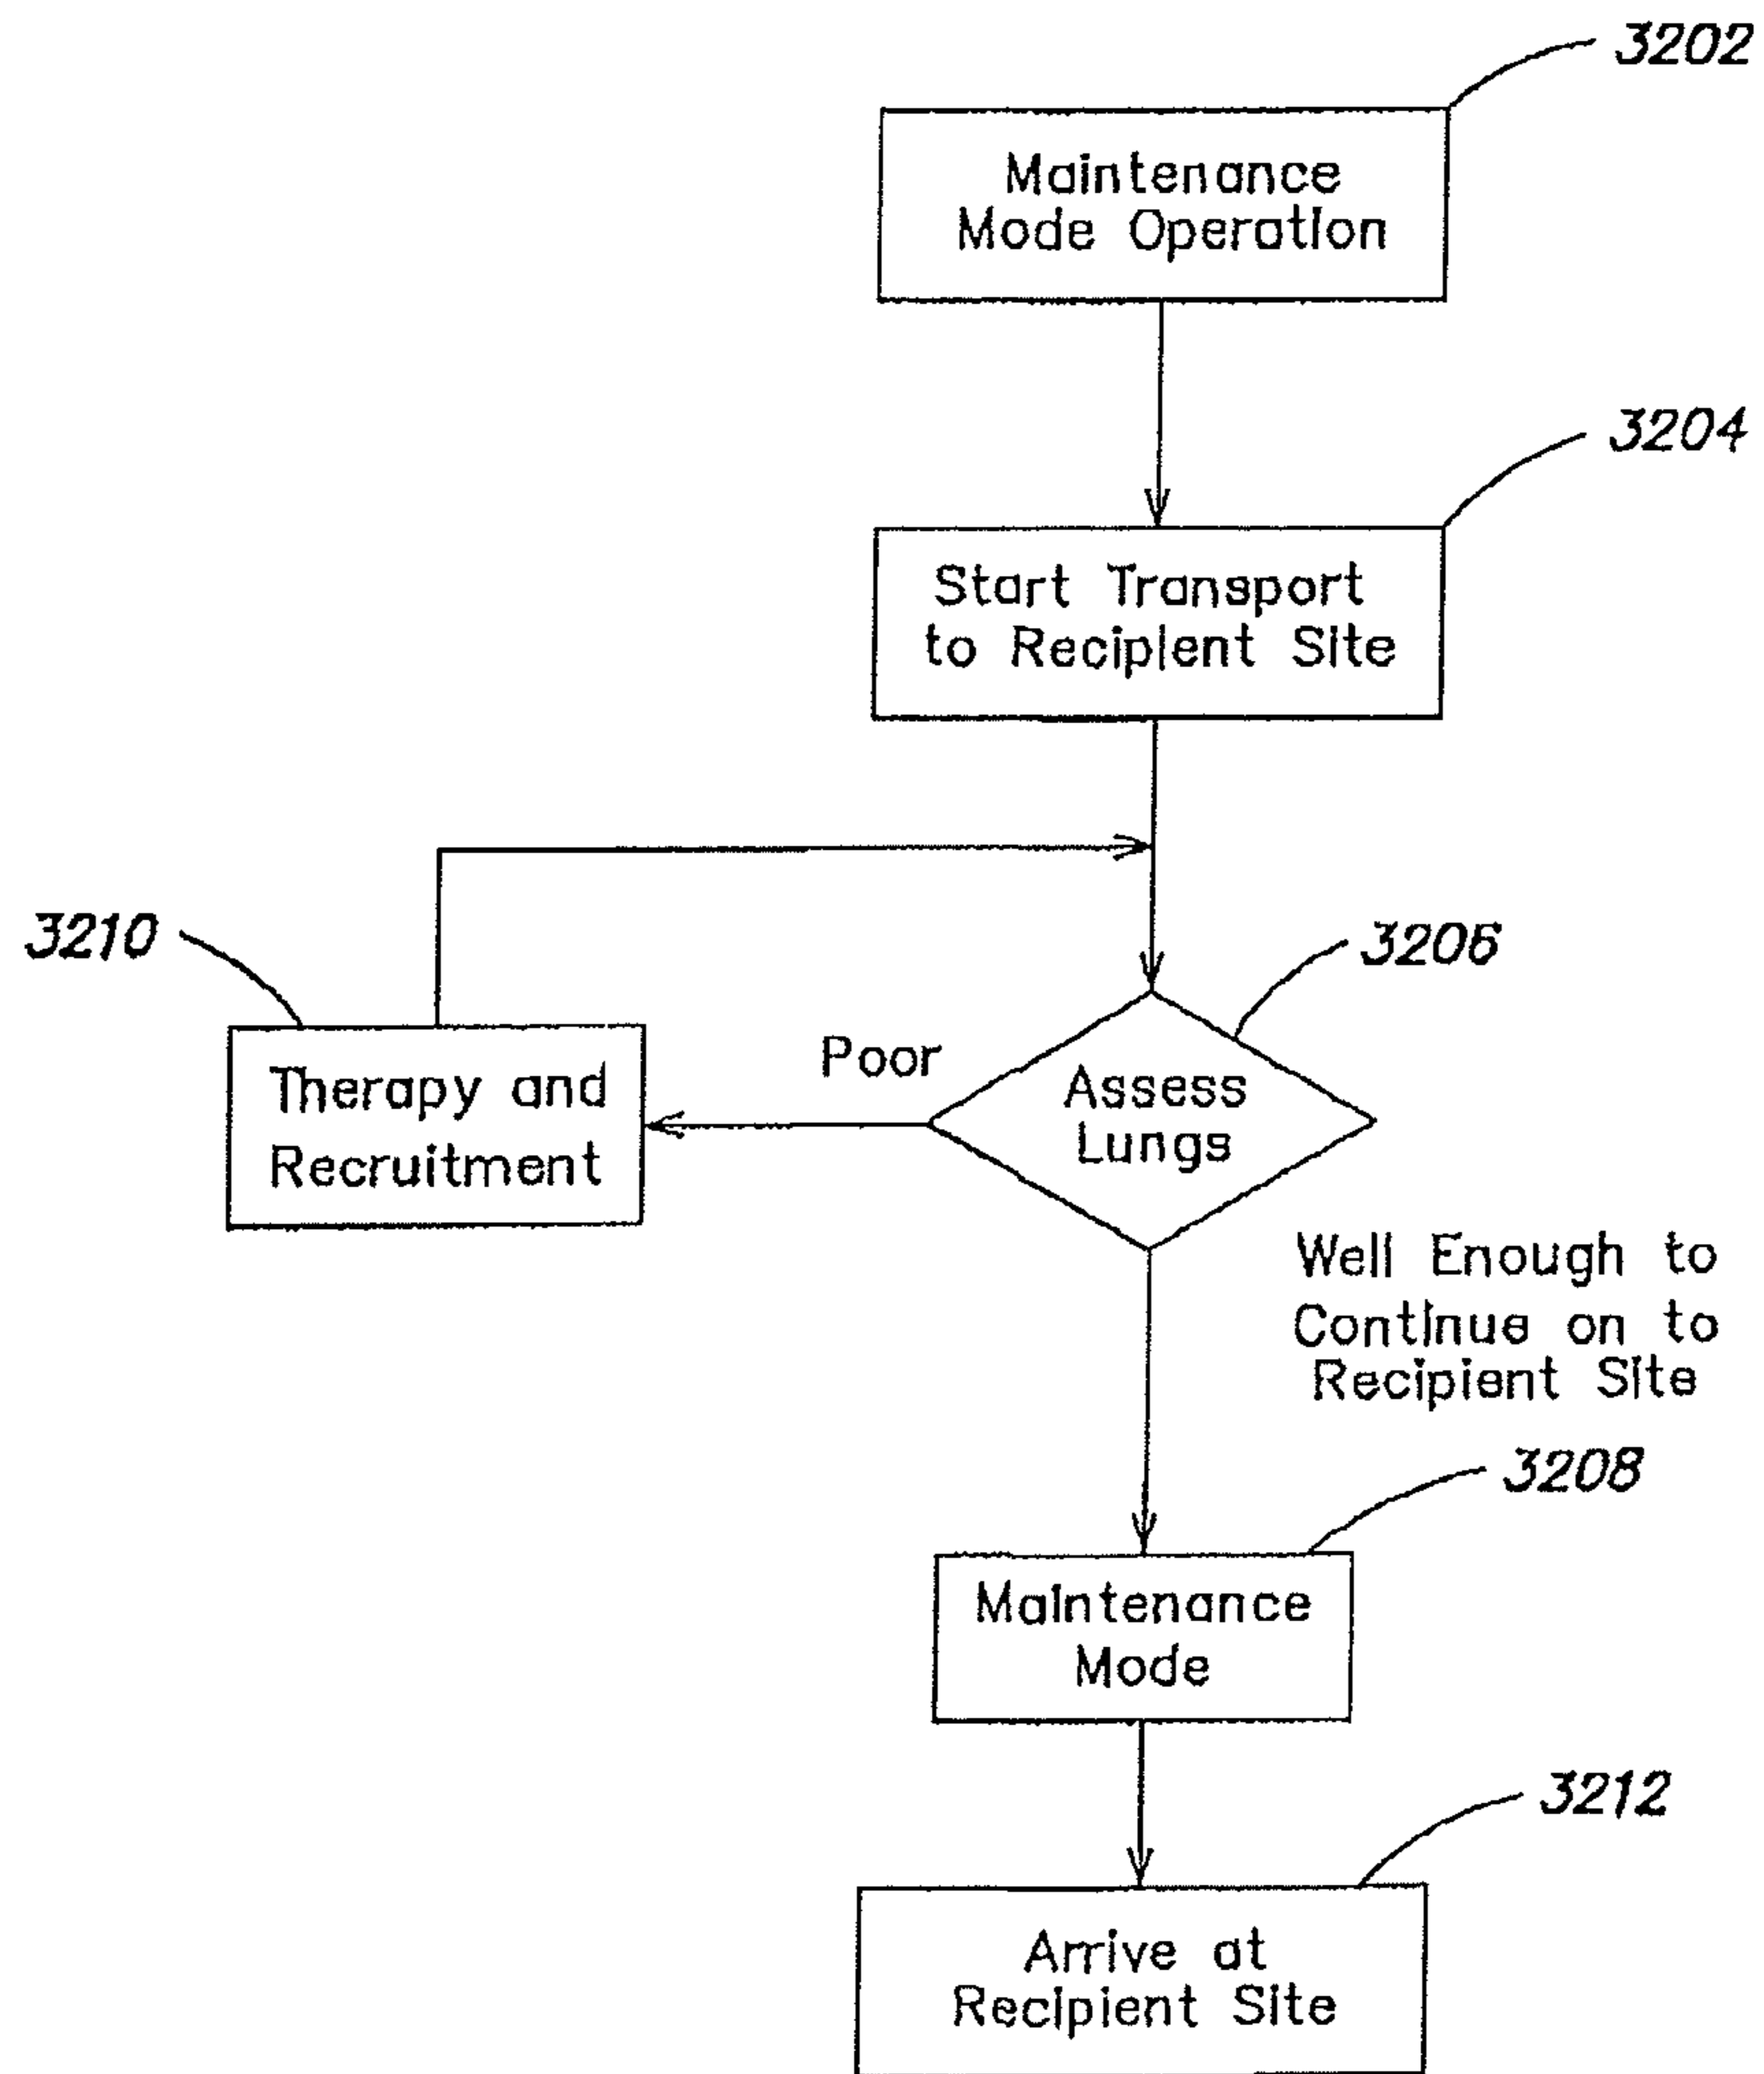 3202
Maintenance
Mode Operation
3204
Start Transport
to Recipient Site
3210
3206
Poor
Therapy and
Recruitment
Assess
Lungs
Well Enough to
Continue on to
Recipient Site
3208
Maintenance
Mode
3212
Arrive at
Recipient Site